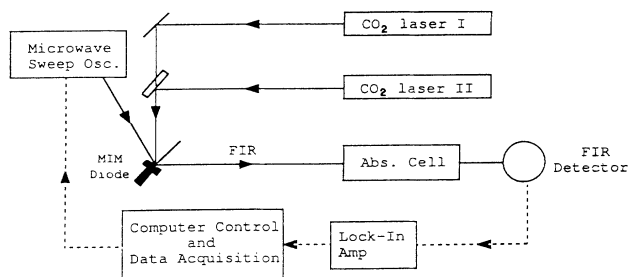 CO2 laser I
Microwave
Sweep Osc.
CO2 laser II
MIM
Diode
FIR
Abs. Cell
FIR
Detector
Computer Control
and
Data Acquisition
Lock-In
Amp